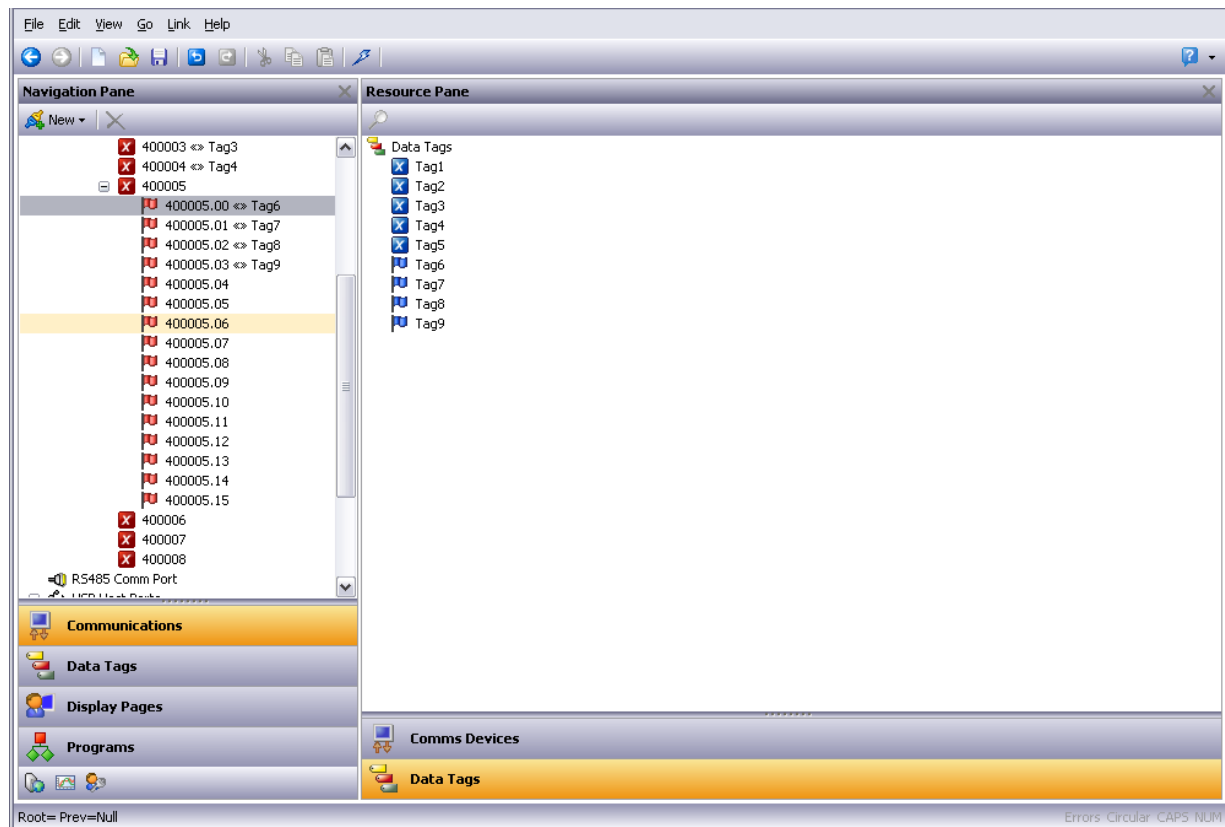 File Edit View Go Link Help
Navigation Pane
Resource Pane
New
400003 «» Tag3
400004 «» Tag4
400005
400005.00 «» Tag6
400005.01 «» Tag7
400005.02 «» Tag8
400005.03 «» Tag9
400005.04
400005.05
400005.06
400005.07
400005.08
400005.09
400005.10
400005.11
400005.12
400005.13
400005.14
400005.15
400006
400007
400008
RS485 Comm Port
Communications
Data Tags
Display Pages
Programs
Data Tags
Tag1
Tag2
Tag3
Tag4
Tag5
Tag6
Tag7
Tag8
Tag9
Comms Devices
Data Tags
Root= Prev=Null
Errors Circular CAPS NUM